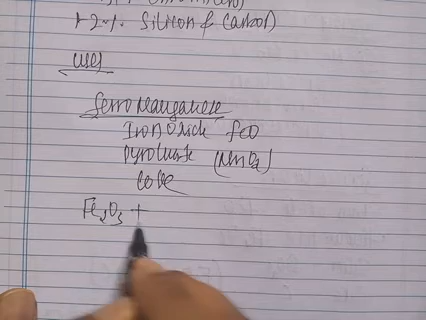 +2%. Silicon & Carbon)
uses
ferro Manganese
Iron Oxide FeO
Pyrolusite (MnO2)
Coke
Fe2O3 +